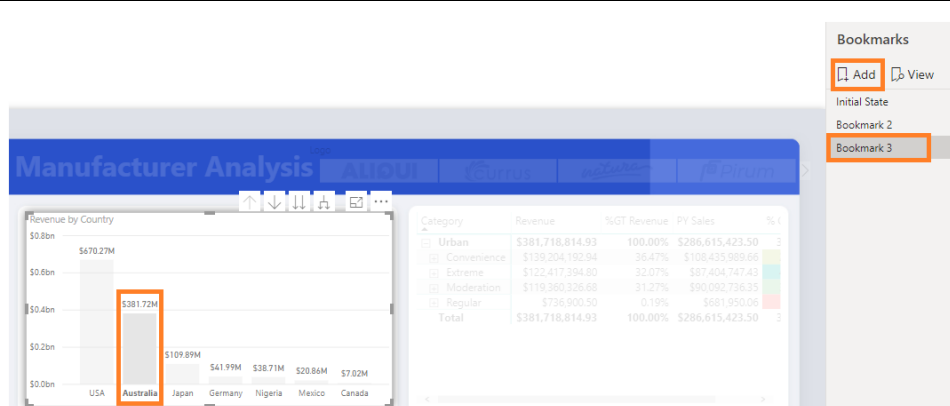 Bookmarks
Add View
Initial State
Bookmark 2
Bookmark 3
Manufacturer Analysis
Logo
ALIQUI
Currus
natura
Pirum
Revenue by Country
$0.8bn
$0.6bn
$0.4bn
$0.2bn
$0.0bn
$670.27M
$381.72M
$109.89M
$41.99M
$38.71M
$20.86M
$7.02M
USA Australia Japan Germany Nigeria Mexico Canada
Category Revenue %GT Revenue PY Sales
Urban $381,718,814.93 100.00% $286,615,423.50
Convenience $139,204,192.94 36.47% $108,435,989.66
Extreme $122,417,394.80 32.07% $87,404,747.43
Moderation $119,360,326.68 31.27% $90,092,736.35
Regular $736,900.50 0.19% $681,950.06
Total $381,718,814.93 100.00% $286,615,423.50